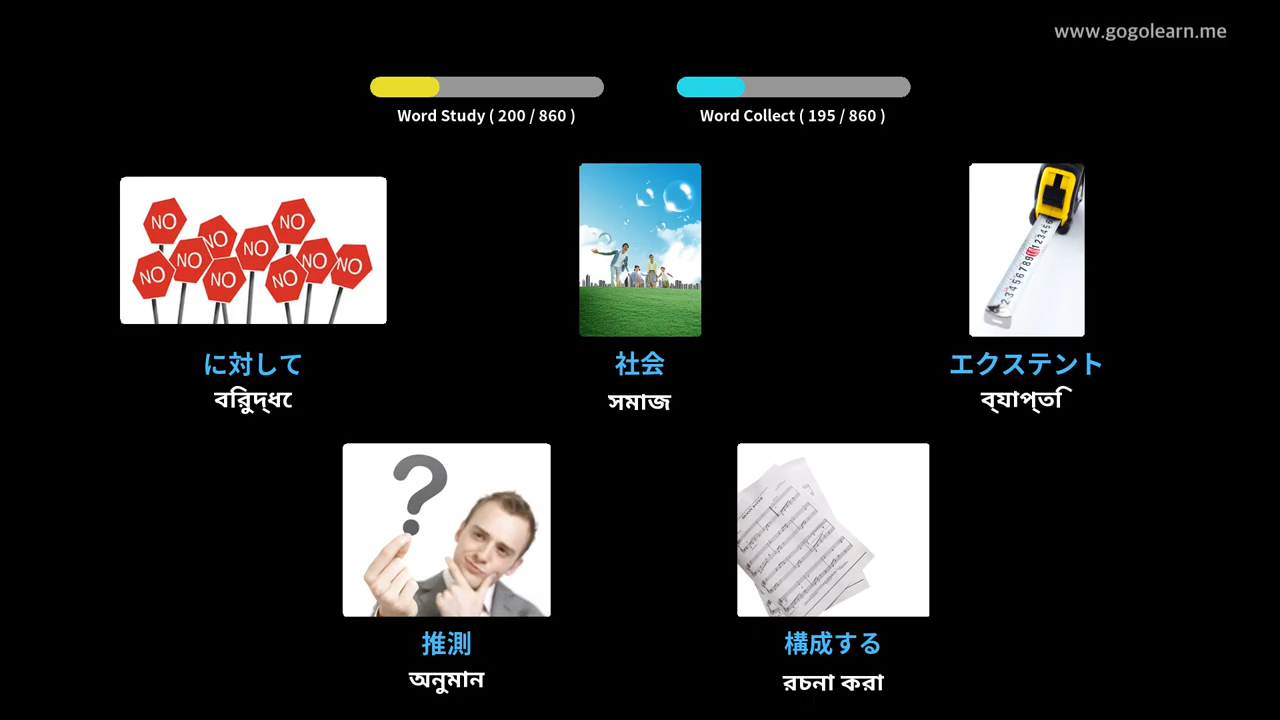 www.gogolearn.me
Word Study ( 200 / 860 )
Word Collect ( 195 / 860 )
NO
NO
NO
NO
NO
NO
NO
NO
NO
NO
に対して
社会
エクステント
বিরুদ্ধে
সমাজ
ব্যাপ্তি
推測
構成する
অনুমান
রচনা করা